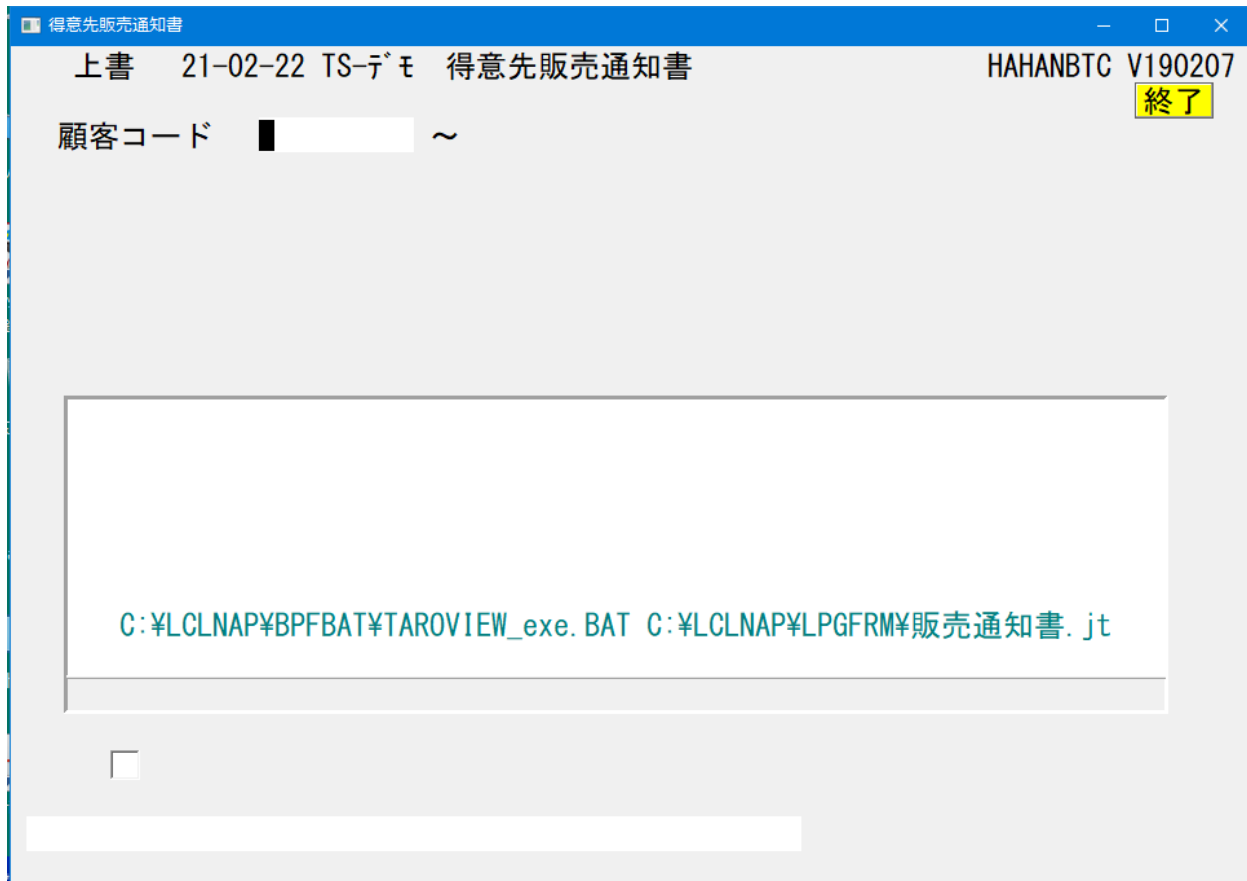 得意先販売通知書
上書 21-02-22 TS-ﾃﾞﾓ 得意先販売通知書 HAHANBTC V190207
終了
顧客コード ～
C:¥LCLNAP¥BPFBAT¥TAROVIEW_exe.BAT C:¥LCLNAP¥LPGFRM¥販売通知書.jt